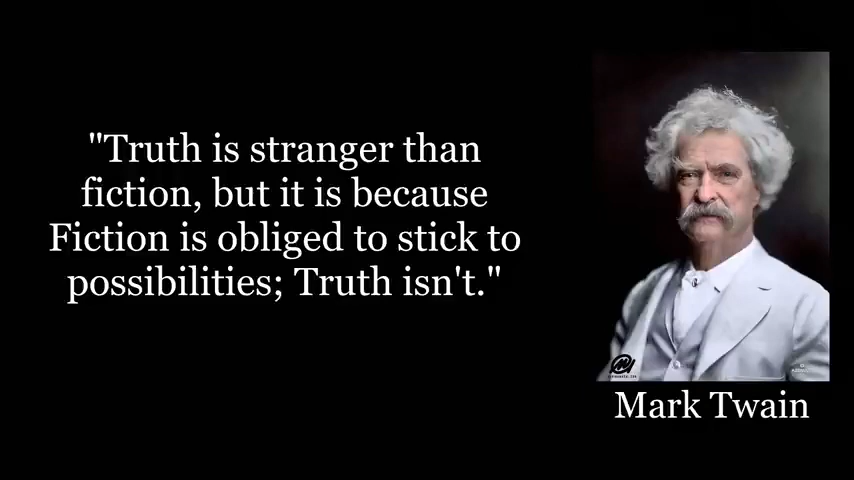 "Truth is stranger than
fiction, but it is because
Fiction is obliged to stick to
possibilities; Truth isn't."
Mark Twain